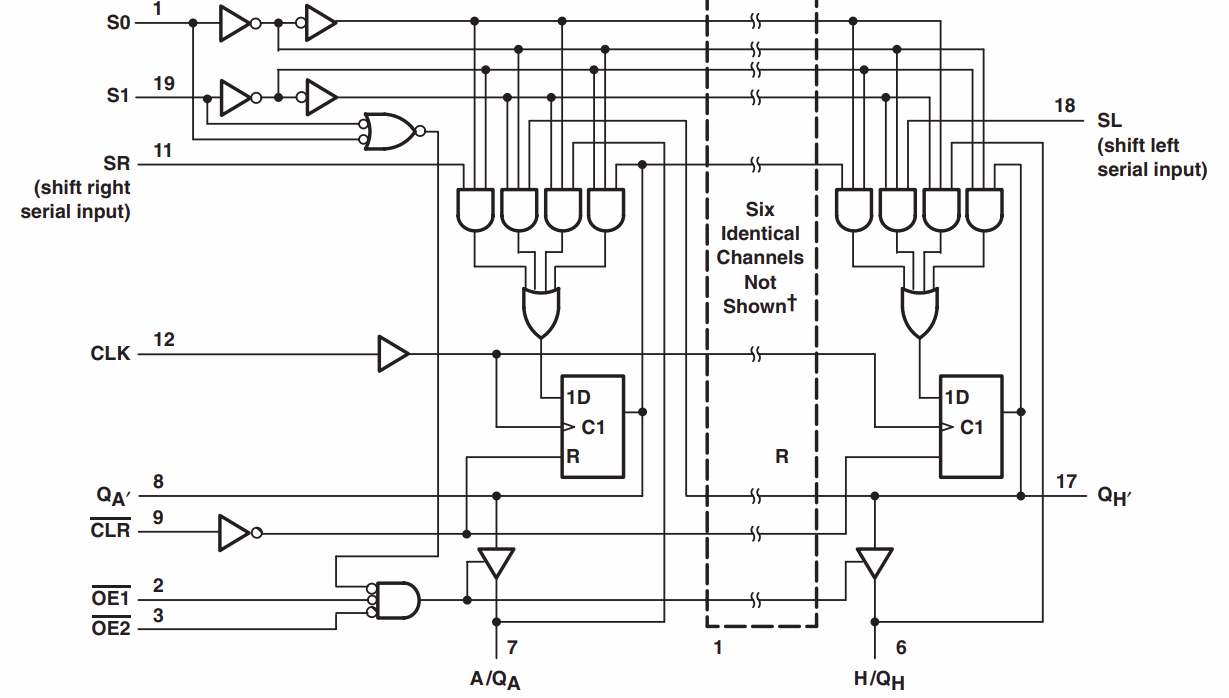 S0
1
S1
19
SR
11
(shift right
serial input)
18
SL
(shift left
serial input)
Six
Identical
Channels
Not
Shown†
CLK
12
1D
C1
R
1D
C1
R
QA′
8
17
QH′
CLR
9
OE1
2
OE2
3
7
A/QA
1
6
H/QH